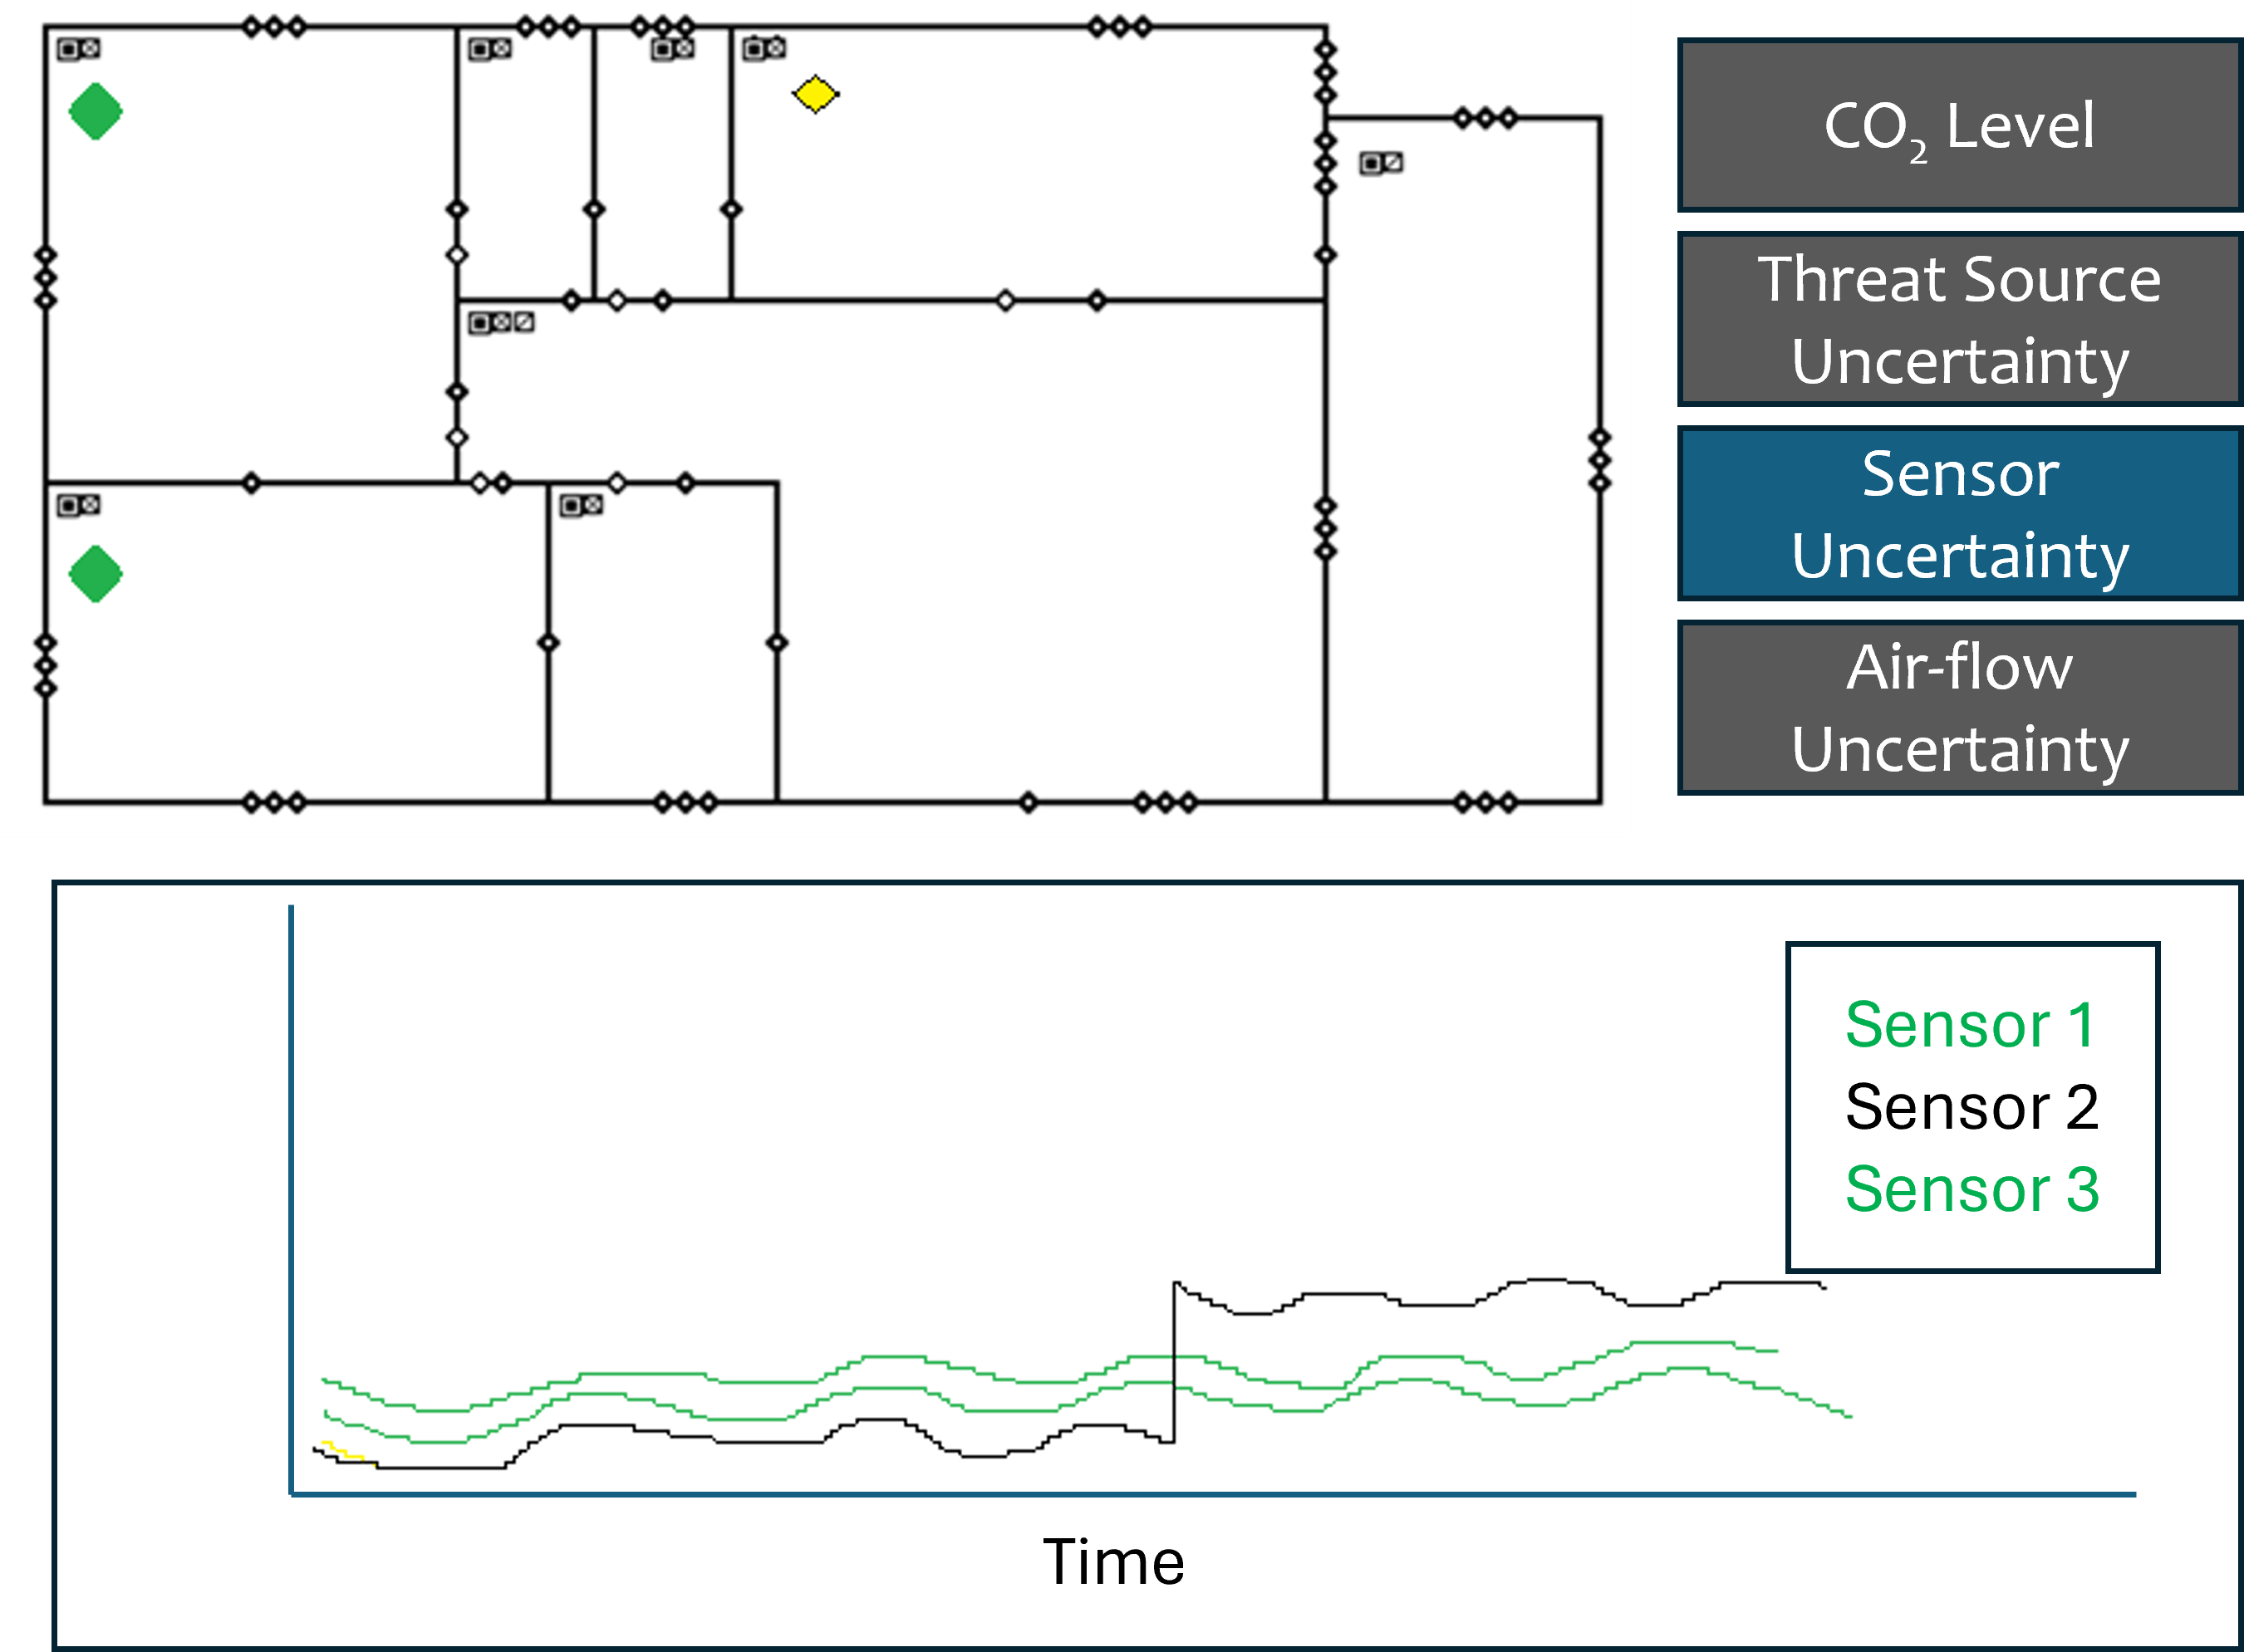 CO₂ Level
Threat Source
Uncertainty
Sensor
Uncertainty
Air-flow
Uncertainty
Sensor 1
Sensor 2
Sensor 3
Time